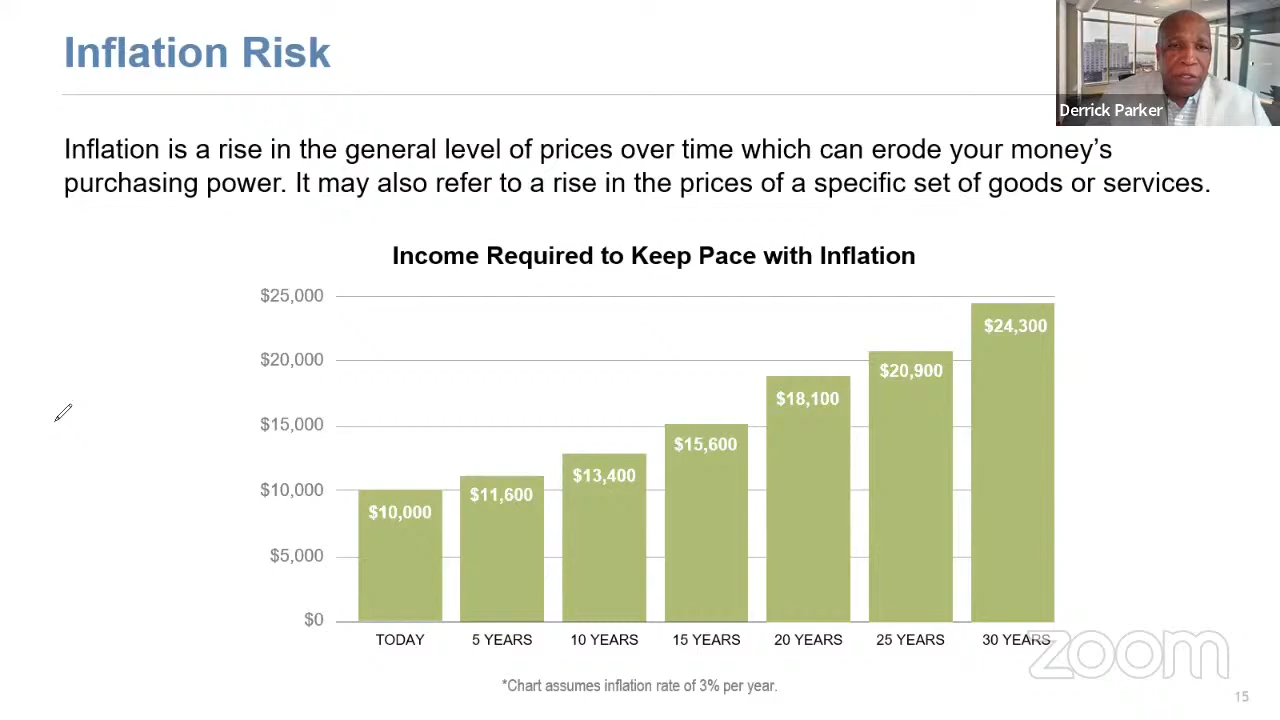 Inflation Risk
Derrick Parker
Inflation is a rise in the general level of prices over time which can erode your money’s
purchasing power. It may also refer to a rise in the prices of a specific set of goods or services.
Income Required to Keep Pace with Inflation
$25,000
$20,000
$15,000
$10,000
$5,000
$0
$10,000
$11,600
$13,400
$15,600
$18,100
$20,900
$24,300
TODAY
5 YEARS
10 YEARS
15 YEARS
20 YEARS
25 YEARS
30 YEARS
zoom
*Chart assumes inflation rate of 3% per year.
15